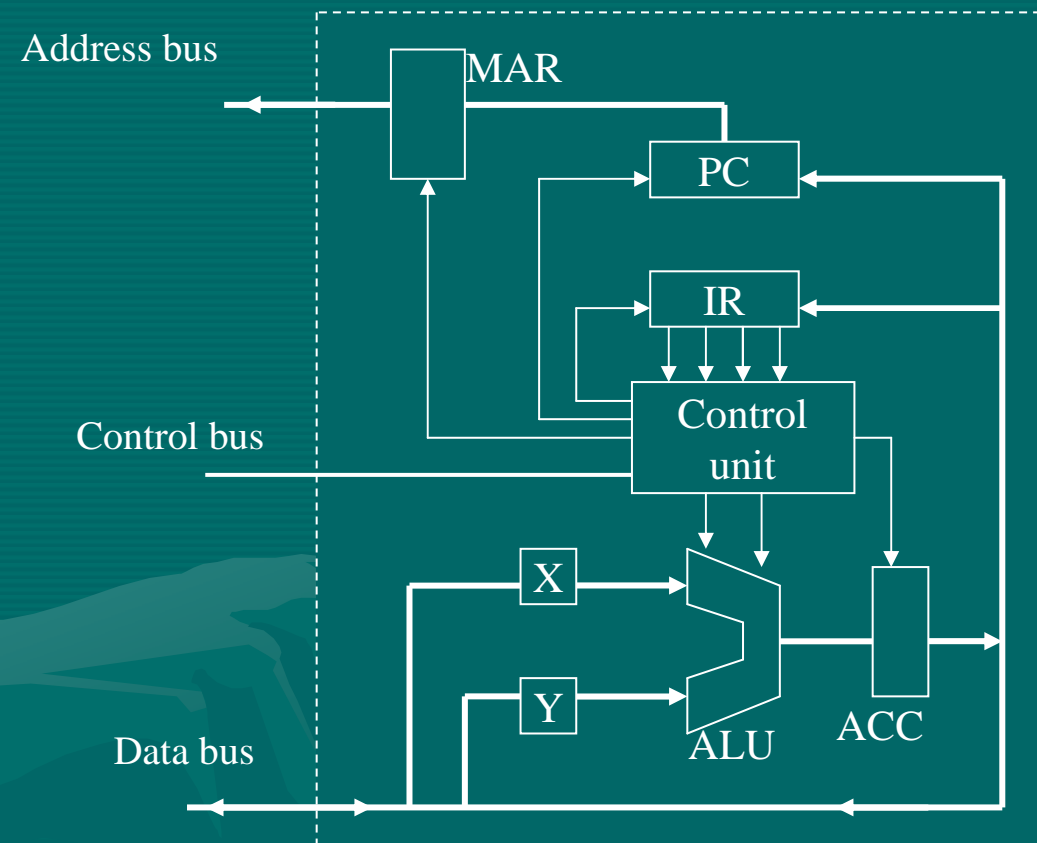 Address bus
MAR
PC
IR
Control
unit
Control bus
X
Y
ALU
ACC
Data bus